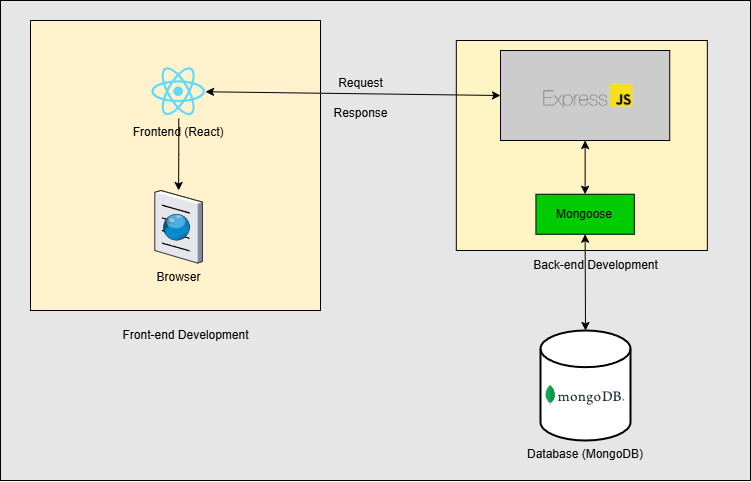 Request
Express JS
Response
Frontend (React)
Mongoose
Browser
Back-end Development
Front-end Development
mongoDB.
Database (MongoDB)